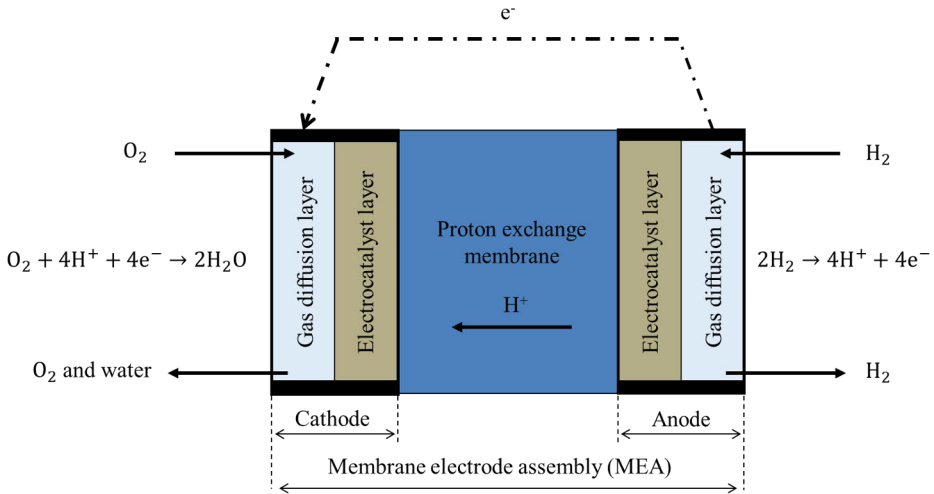 e⁻
O₂
H₂
Gas diffusion layer
Electrocatalyst layer
Proton exchange
membrane
H⁺
Electrocatalyst layer
Gas diffusion layer
O₂ + 4H⁺ + 4e⁻ → 2H₂O
2H₂ → 4H⁺ + 4e⁻
O₂ and water
H₂
Cathode
Anode
Membrane electrode assembly (MEA)